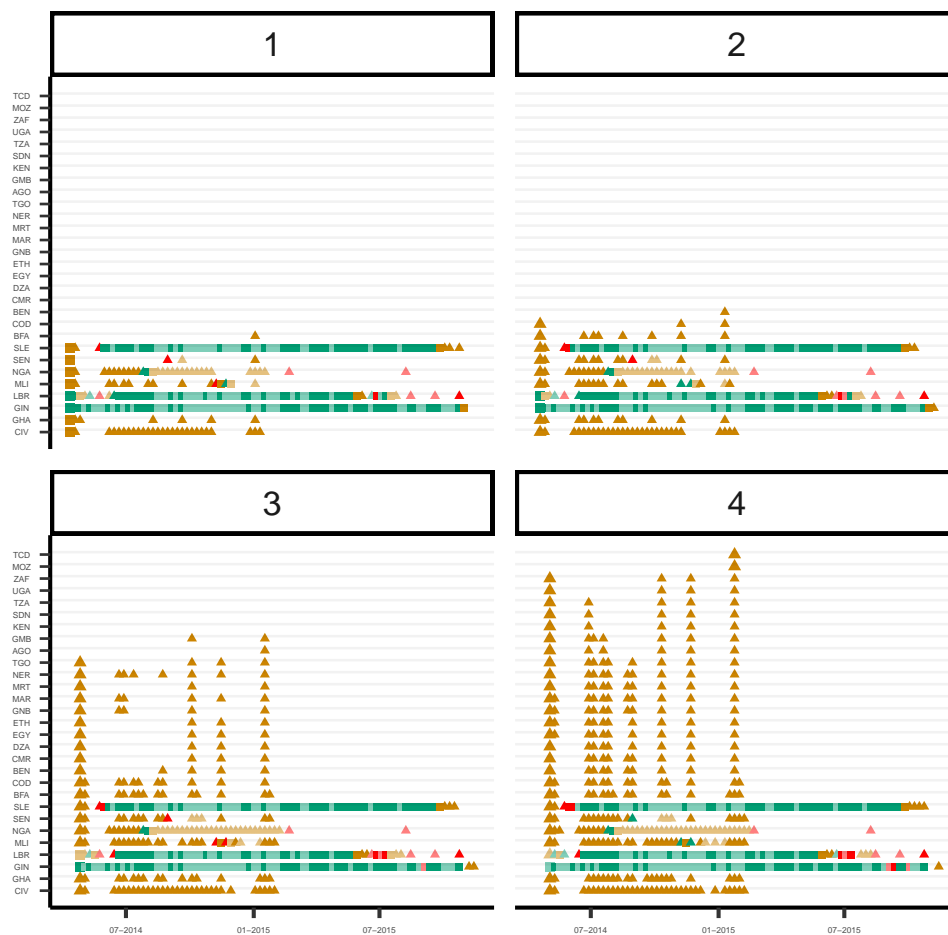 1
2
TCD
MOZ
ZAF
UGA
TZA
SDN
KEN
GMB
AGO
TGO
NER
MRT
MAR
GNB
ETH
EGY
DZA
CMR
BEN
COD
BFA
SLE
SEN
NGA
MLI
LBR
GIN
GHA
CIV
3
4
TCD
MOZ
ZAF
UGA
TZA
SDN
KEN
GMB
AGO
TGO
NER
MRT
MAR
GNB
ETH
EGY
DZA
CMR
BEN
COD
BFA
SLE
SEN
NGA
MLI
LBR
GIN
GHA
CIV
07−2014 01−2015 07−2015 07−2014 01−2015 07−2015